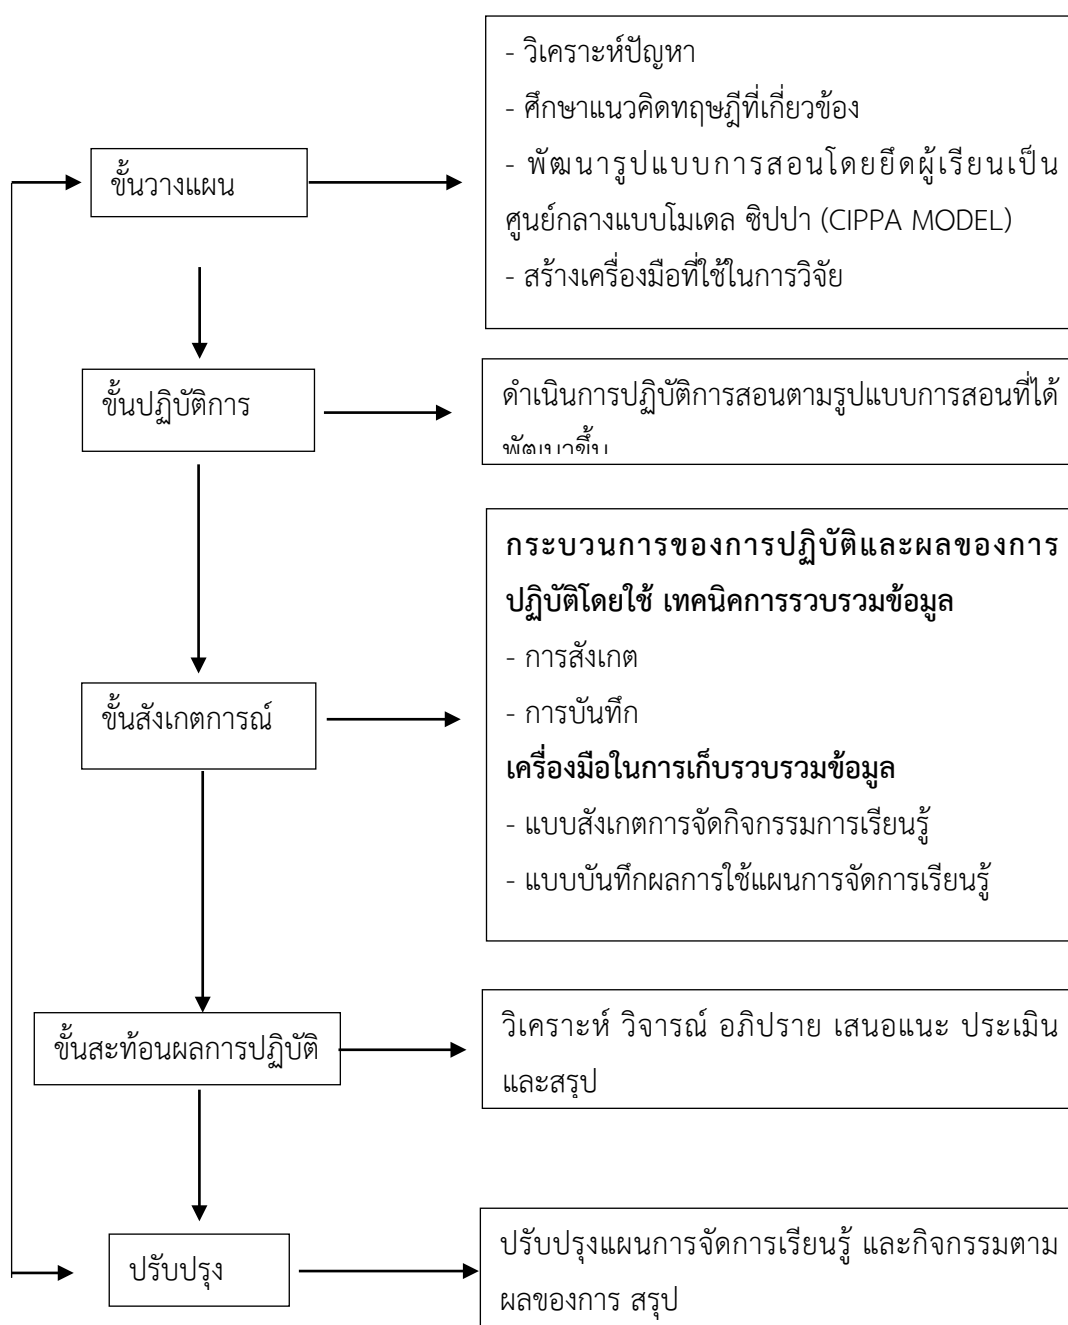 - วิเคราะห์ปัญหา
- ศึกษาแนวคิดทฤษฎีที่เกี่ยวข้อง
ขั้นวางแผน
- พัฒนารูปแบบการสอนโดยยึดผู้เรียนเป็น
ศูนย์กลางแบบโมเดล ซิปปา (CIPPA MODEL)
- สร้างเครื่องมือที่ใช้ในการวิจัย
ขั้นปฏิบัติการ
ดำเนินการปฏิบัติการสอนตามรูปแบบการสอนที่ได้
พัฒนาขึ้น
กระบวนการของการปฏิบัติและผลของการ
ปฏิบัติโดยใช้ เทคนิคการรวบรวมข้อมูล
- การสังเกต
- การบันทึก
ขั้นสังเกตการณ์
เครื่องมือในการเก็บรวบรวมข้อมูล
- แบบสังเกตการจัดกิจกรรมการเรียนรู้
- แบบบันทึกผลการใช้แผนการจัดการเรียนรู้
ขั้นสะท้อนผลการปฏิบัติ
วิเคราะห์ วิจารณ์ อภิปราย เสนอแนะ ประเมิน
และสรุป
ปรับปรุง
ปรับปรุงแผนการจัดการเรียนรู้ และกิจกรรมตาม
ผลของการ สรุป